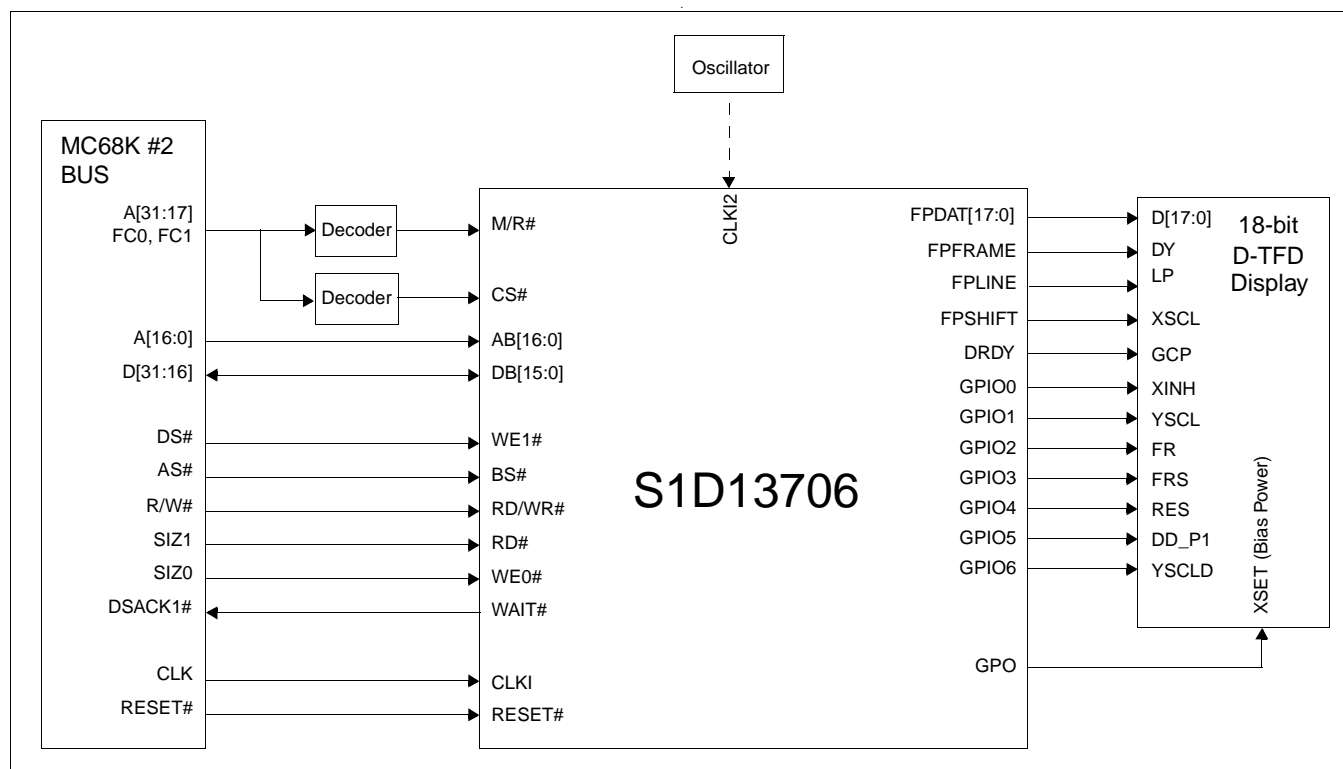 Oscillator
MC68K #2
BUS
A[31:17]
FC0, FC1
Decoder
Decoder
A[16:0]
D[31:16]
DS#
AS#
R/W#
SIZ1
SIZ0
DSACK1#
CLK
RESET#
CLKI2
M/R#
CS#
AB[16:0]
DB[15:0]
WE1#
BS#
RD/WR#
RD#
WE0#
WAIT#
CLKI
RESET#
S1D13706
FPDAT[17:0]
FPFRAME
FPLINE
FPSHIFT
DRDY
GPIO0
GPIO1
GPIO2
GPIO3
GPIO4
GPIO5
GPIO6
GPO
D[17:0]
DY
LP
XSCL
GCP
XINH
YSCL
FR
FRS
RES
DD_P1
YSCLD
18-bit
D-TFD
Display
XSET (Bias Power)